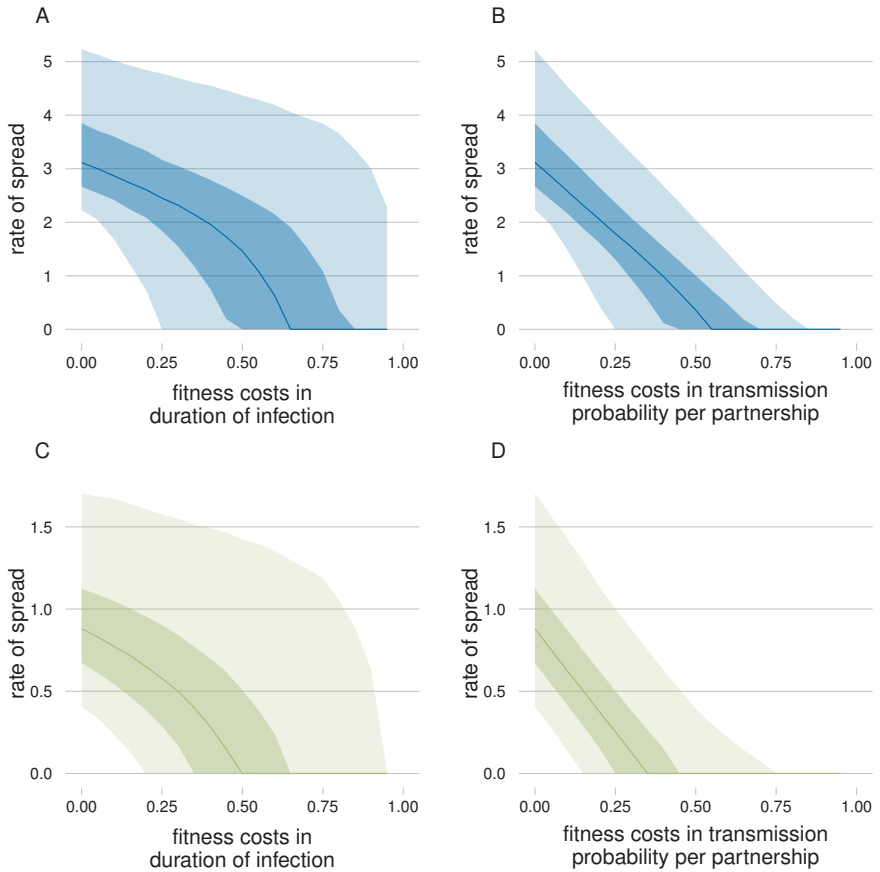 A
rate of spread
5
4
3
2
1
0
0.00 0.25 0.50 0.75 1.00
fitness costs in
duration of infection
B
rate of spread
5
4
3
2
1
0
0.00 0.25 0.50 0.75 1.00
fitness costs in transmission
probability per partnership
C
rate of spread
1.5
1.0
0.5
0.0
0.00 0.25 0.50 0.75 1.00
fitness costs in
duration of infection
D
rate of spread
1.5
1.0
0.5
0.0
0.00 0.25 0.50 0.75 1.00
fitness costs in transmission
probability per partnership